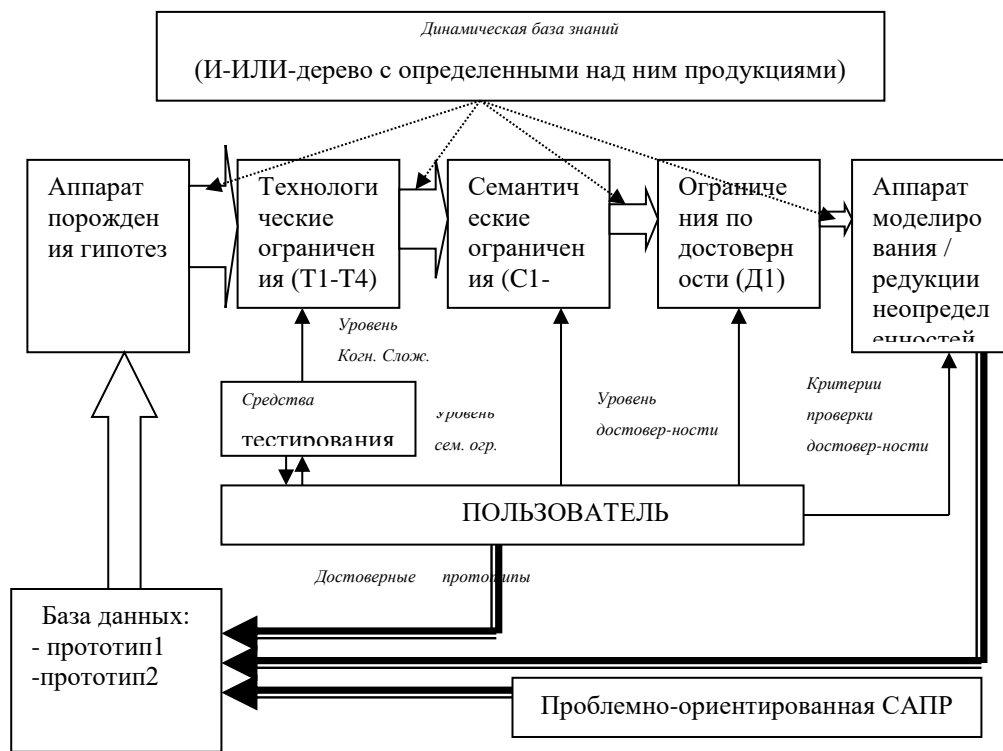 Динамическая база знаний
(И-ИЛИ-дерево с определенными над ним продукциями)
Аппарат
порожден
ия гипотез
Технологи
ческие
ограничен
ия (Т1-Т4)
Семантич
еские
ограничен
ия (С1-
Ограниче
ния по
достоверн
ости (Д1)
Аппарат
моделиро
вания /
редукции
неопредел
енностей
Уровень
Когн. Слож.
Средства
тестирования
Уровень
сем. огр.
Уровень
достовер-ности
Критерии
проверки
достовер-ности
ПОЛЬЗОВАТЕЛЬ
Достоверные прототипы
База данных:
- прототип1
-прототип2
Проблемно-ориентированная САПР